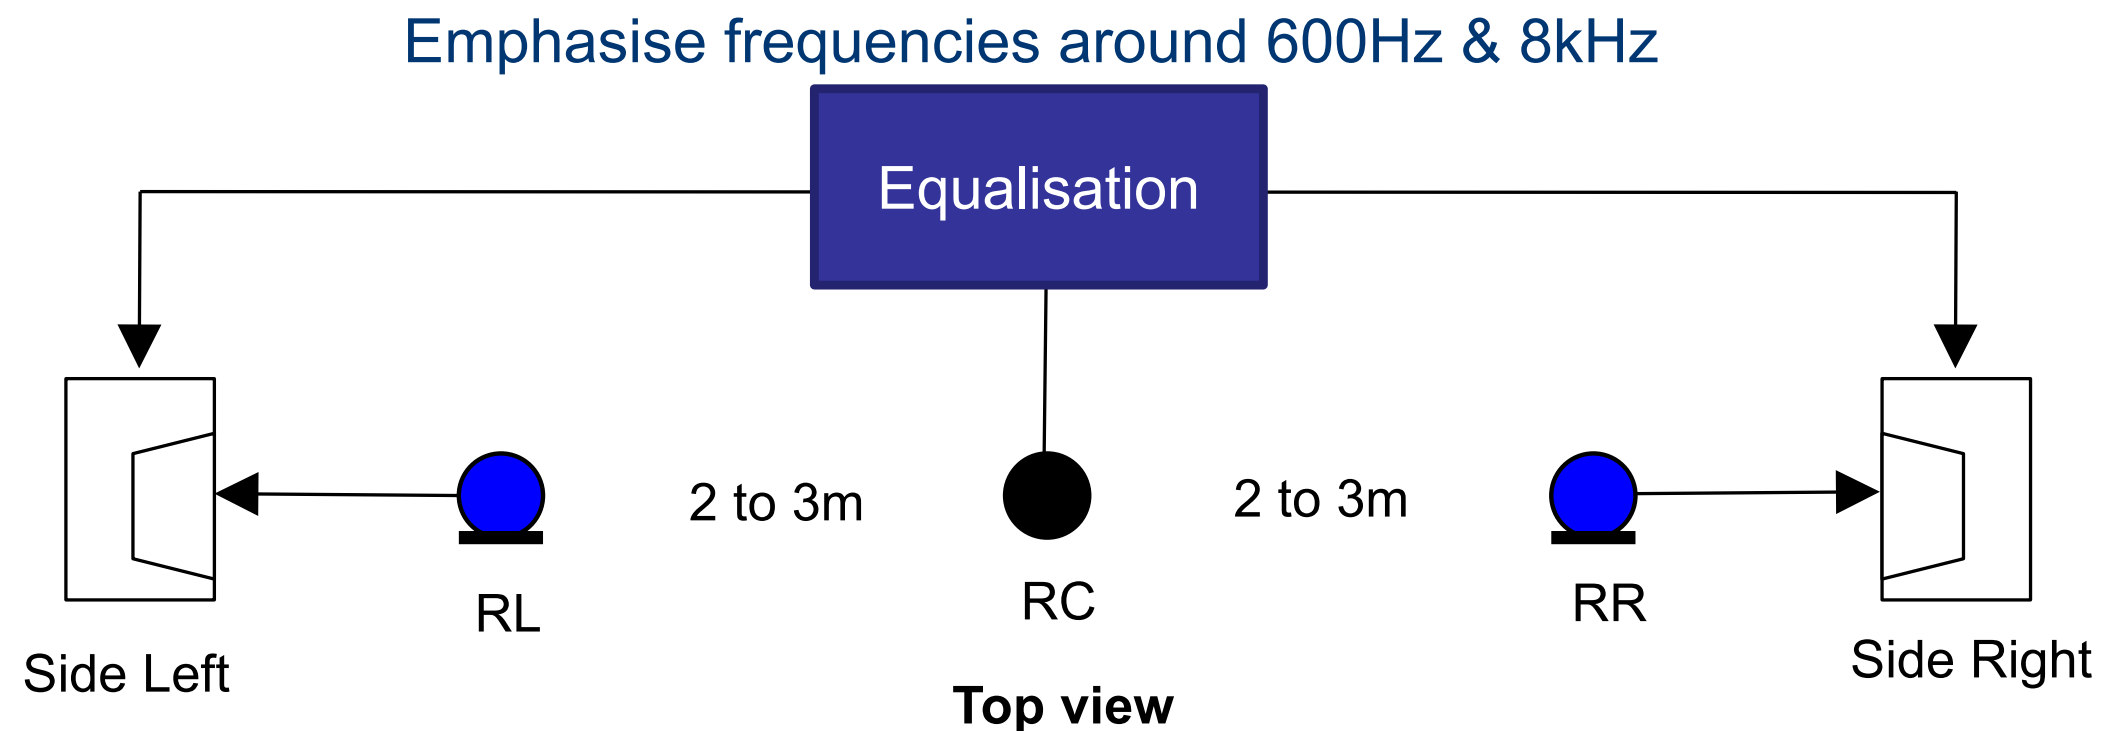 Emphasise frequencies around 600Hz & 8kHz
Equalisation
2 to 3m
2 to 3m
RL
RC
RR
Side Left
Side Right
Top view